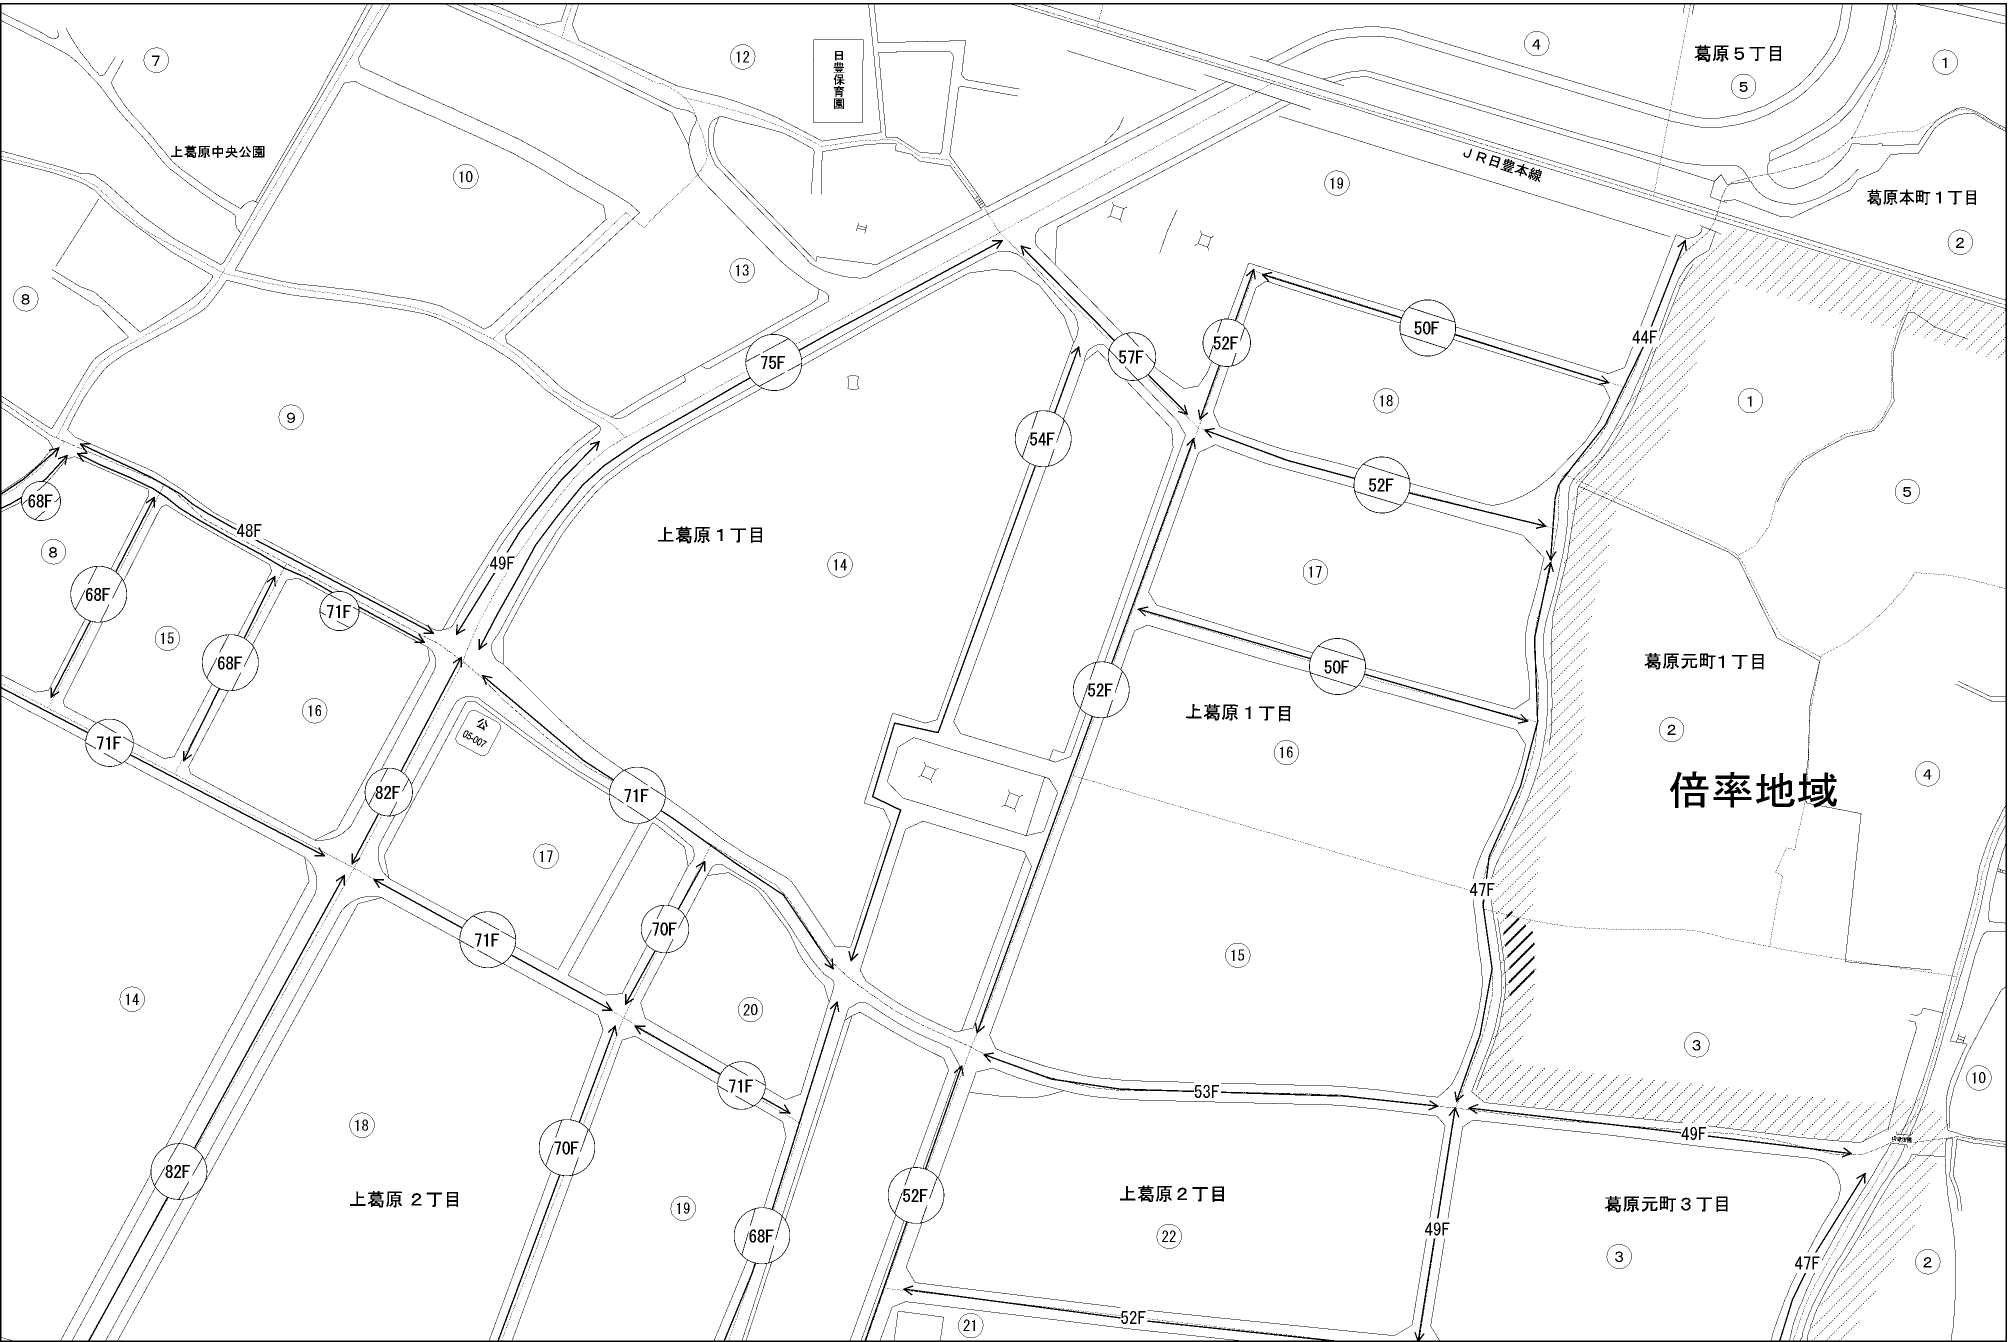 7
12
日豊保育園
4
葛原５丁目
5
1
上葛原中央公園
10
ＪＲ日豊本線
19
葛原本町１丁目
2
8
13
75F
57F
52F
50F
44F
54F
18
1
9
68F
48F
49F
上葛原１丁目
14
52F
17
5
8
68F
71F
15
68F
16
50F
52F
上葛原１丁目
16
葛原元町1丁目
2
倍率地域
4
公
05-007
71F
82F
71F
17
47F
70F
71F
15
14
20
3
10
71F
53F
49F
18
70F
82F
上葛原 ２丁目
19
68F
52F
上葛原２丁目
22
49F
葛原元町３丁目
3
47F
2
52F
21